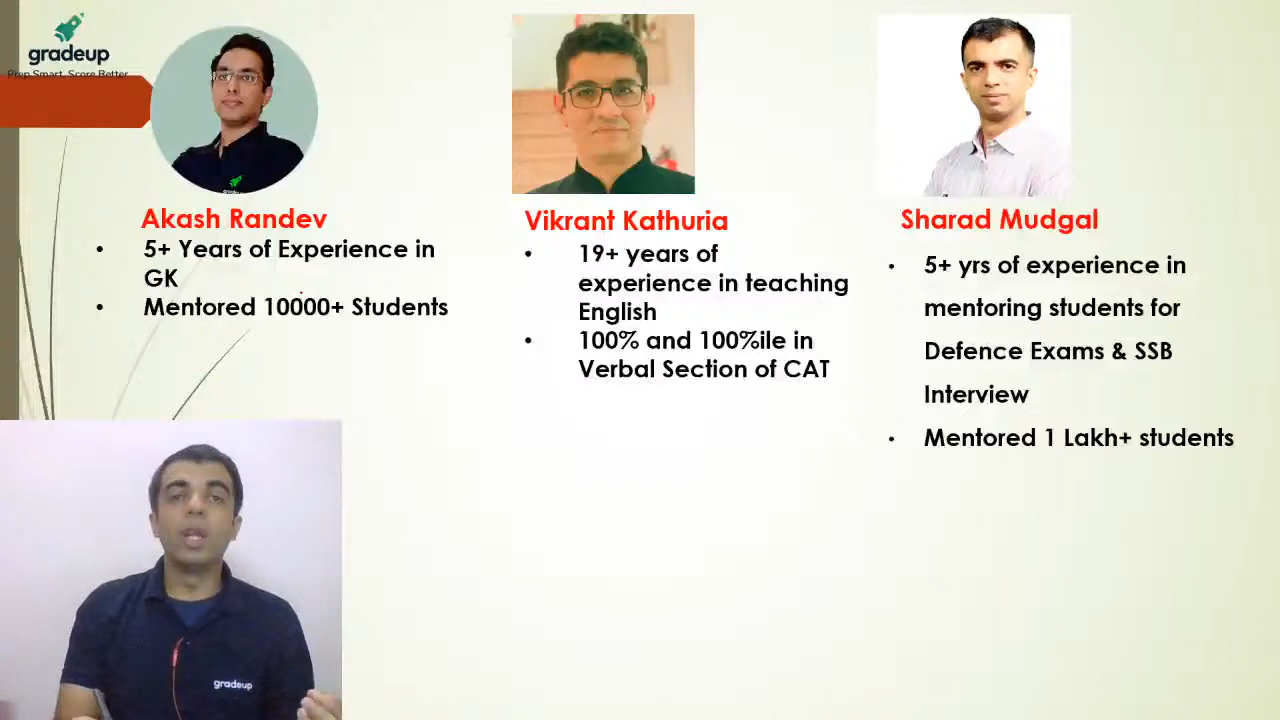 gradeup
Prep Smart. Score Better
Akash Randev
• 5+ Years of Experience in
GK
• Mentored 10000+ Students
Vikrant Kathuria
• 19+ years of
experience in teaching
English
• 100% and 100%ile in
Verbal Section of CAT
Sharad Mudgal
• 5+ yrs of experience in
mentoring students for
Defence Exams & SSB
Interview
• Mentored 1 Lakh+ students
gradeup